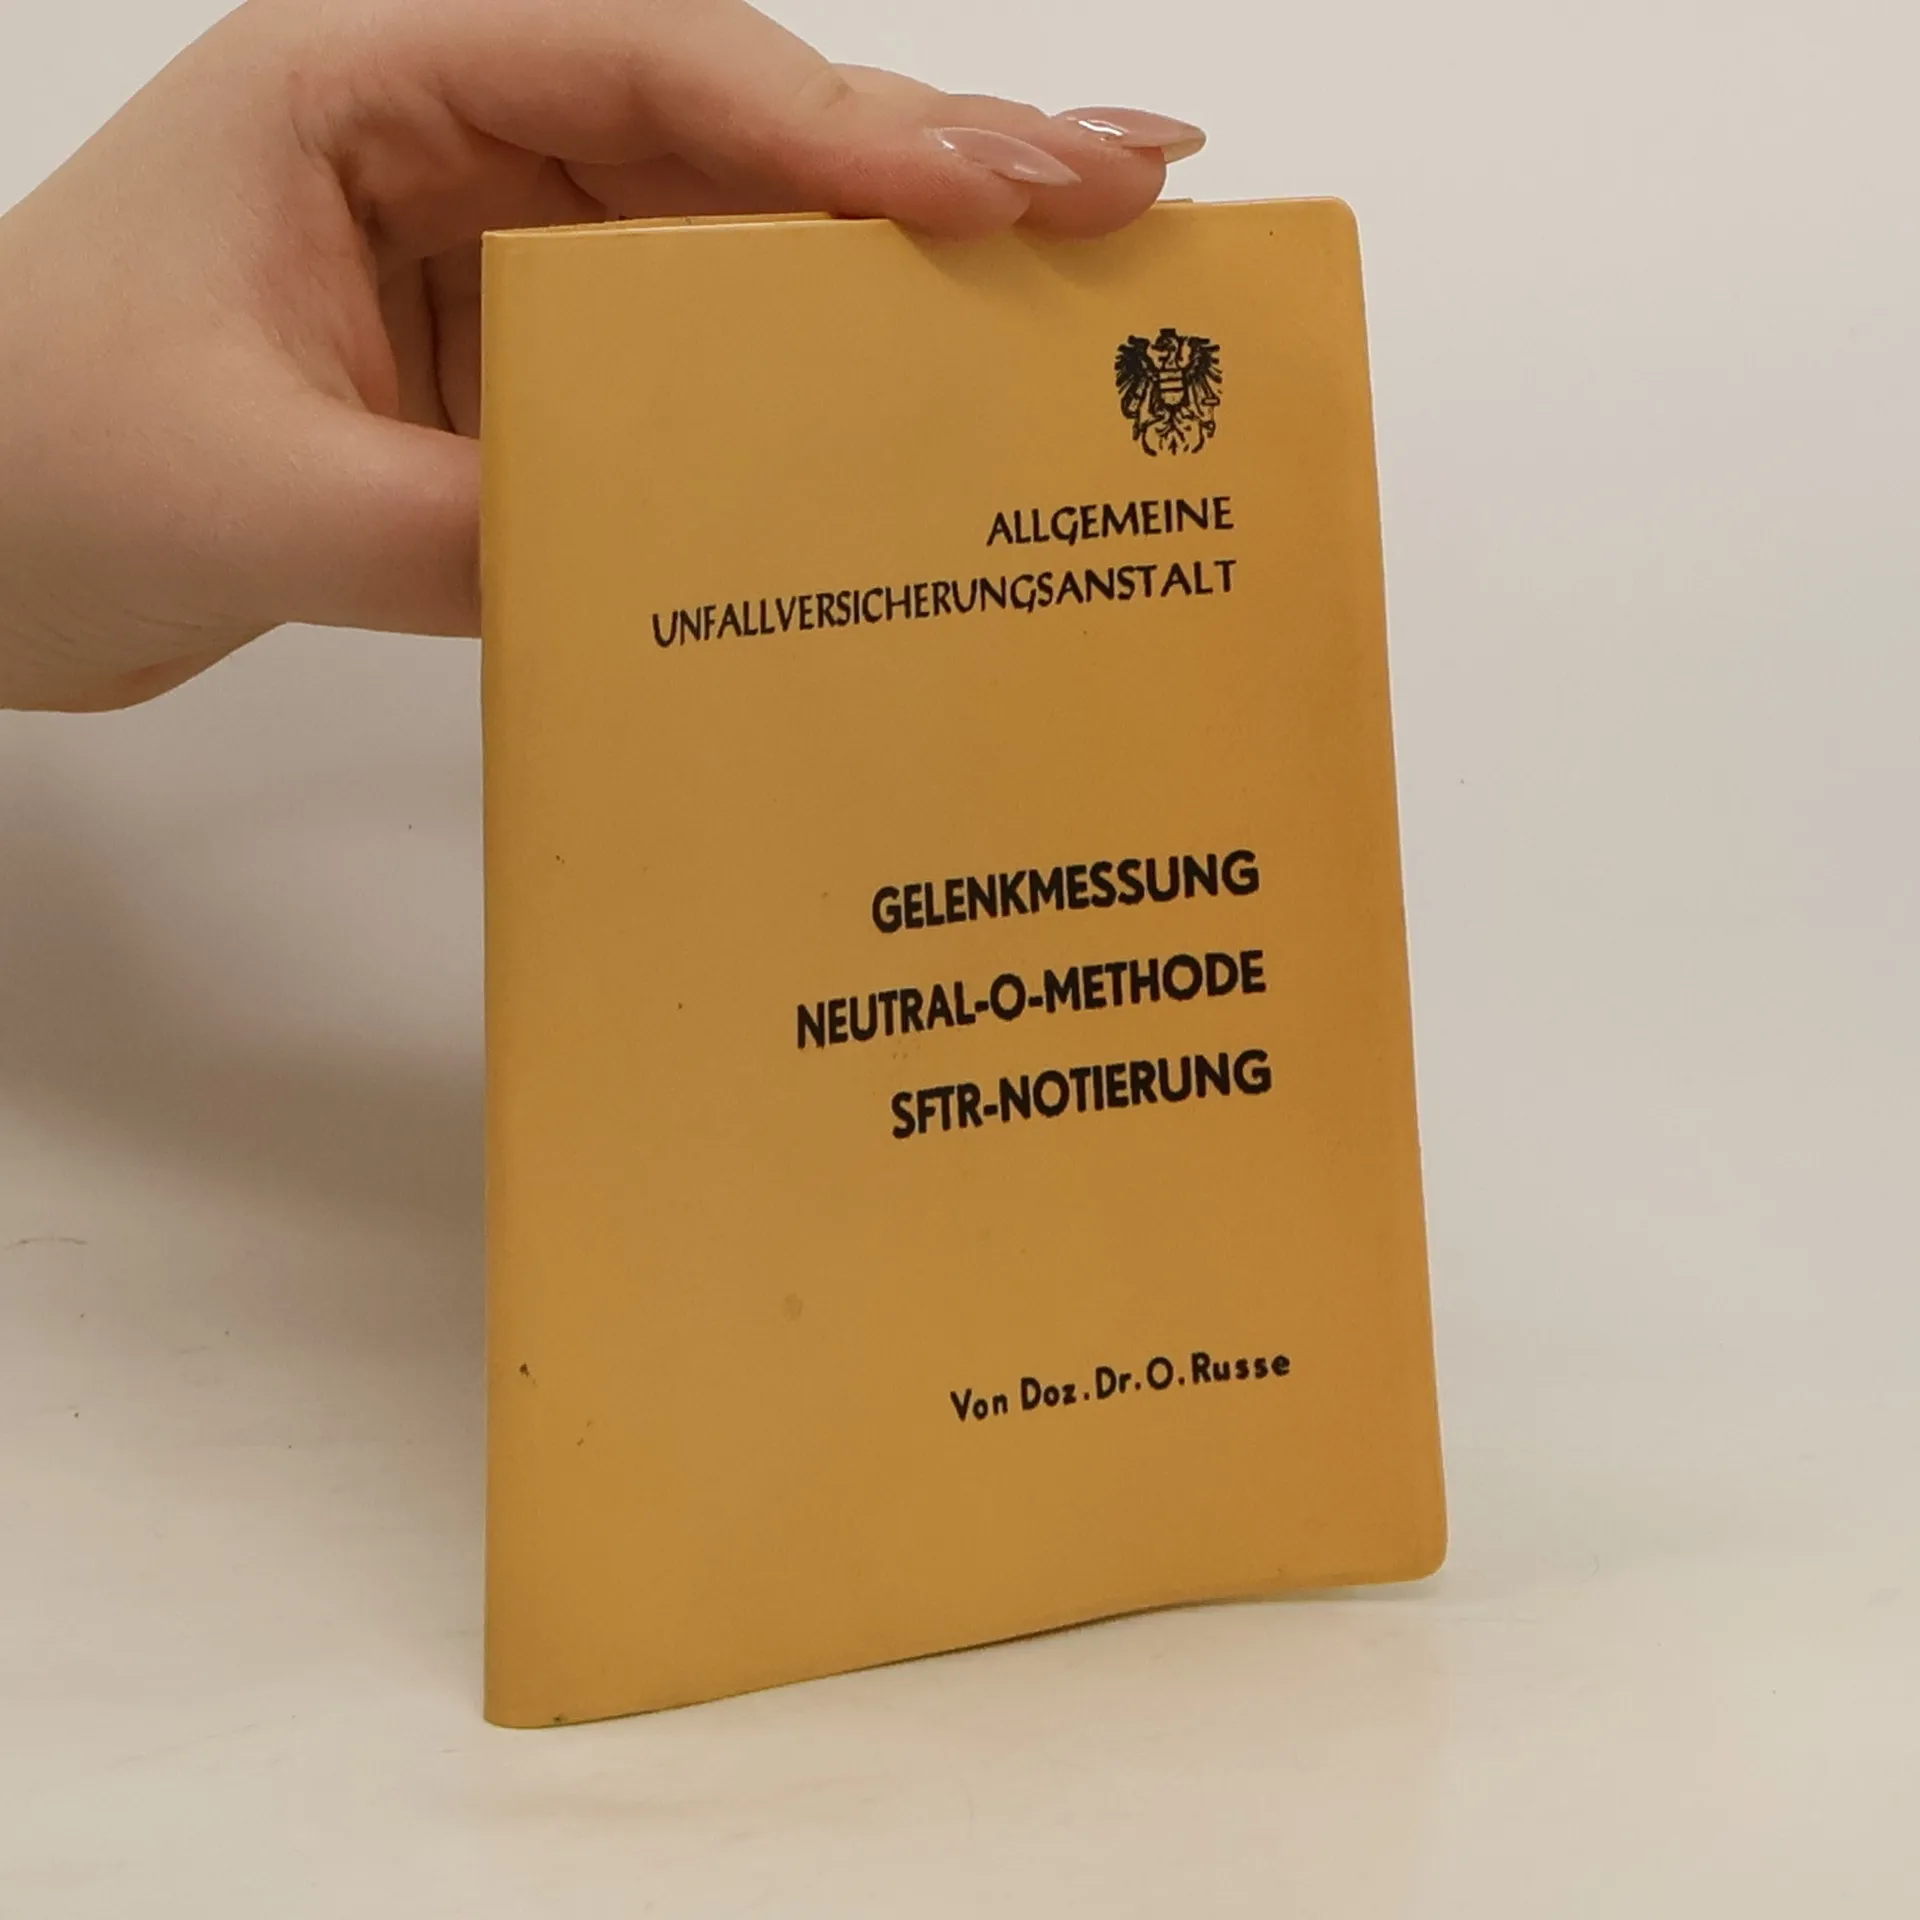 ALLGEMEINE
UNFALLVERSICHERUNGSANSTALT
GELENKMESSUNG
NEUTRAL-O-METHODE
SFTR-NOTIERUNG
Von Doz. Dr. O. Russe